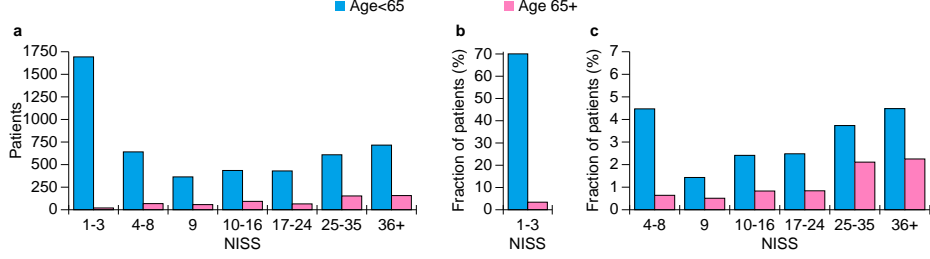 Age<65 Age 65+
a
Patients
1750
1500
1250
1000
750
500
250
0
1-3 4-8 9 10-16 17-24 25-35 36+
NISS
b
Fraction of patients (%)
70
60
50
40
30
20
10
0
1-3
NISS
c
Fraction of patients (%)
7
6
5
4
3
2
1
0
4-8 9 10-16 17-24 25-35 36+
NISS